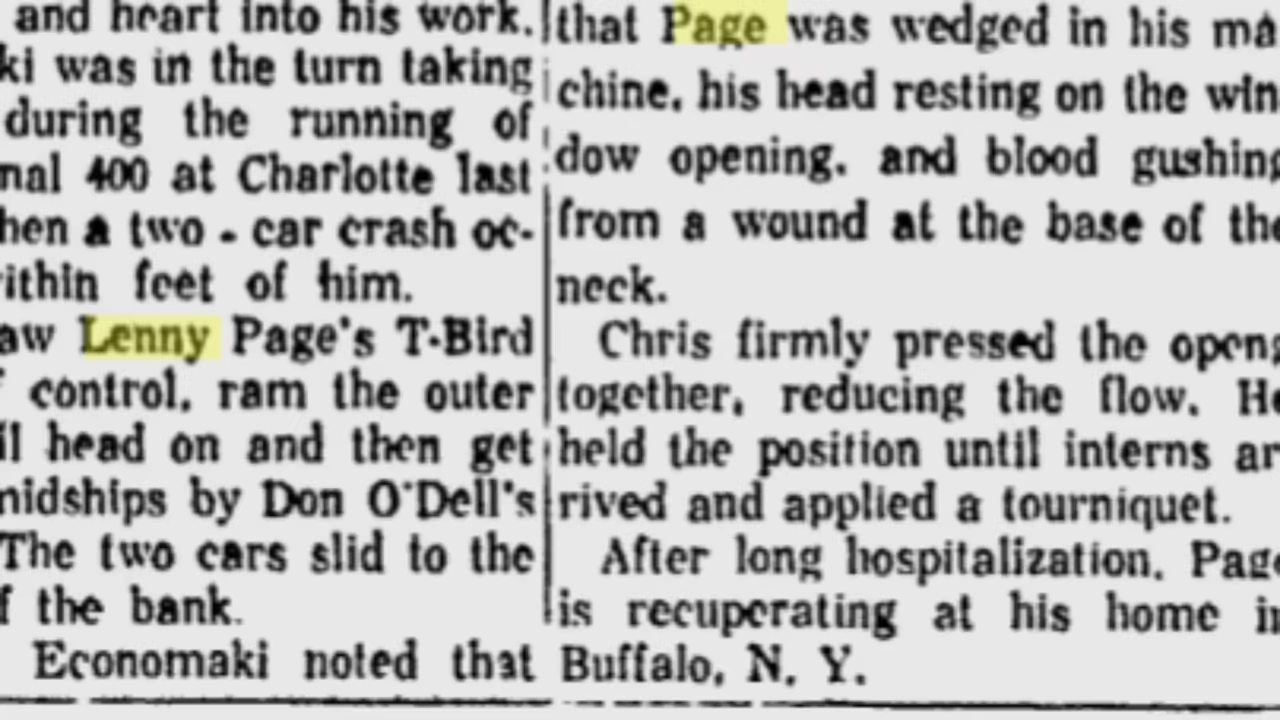 and heart into his work.
ki was in the turn taking
during the running of
nal 400 at Charlotte last
hen a two - car crash oc-
ithin feet of him.
aw Lenny Page's T-Bird
f control, ram the outer
il head on and then get
midships by Don O'Dell's
The two cars slid to the
f the bank.
Economaki noted that
that Page was wedged in his ma
chine, his head resting on the win
dow opening, and blood gushing
from a wound at the base of the
neck.
Chris firmly pressed the opens
together, reducing the flow. He
held the position until interns ar
rived and applied a tourniquet.
After long hospitalization, Page
is recuperating at his home in
Buffalo, N. Y.